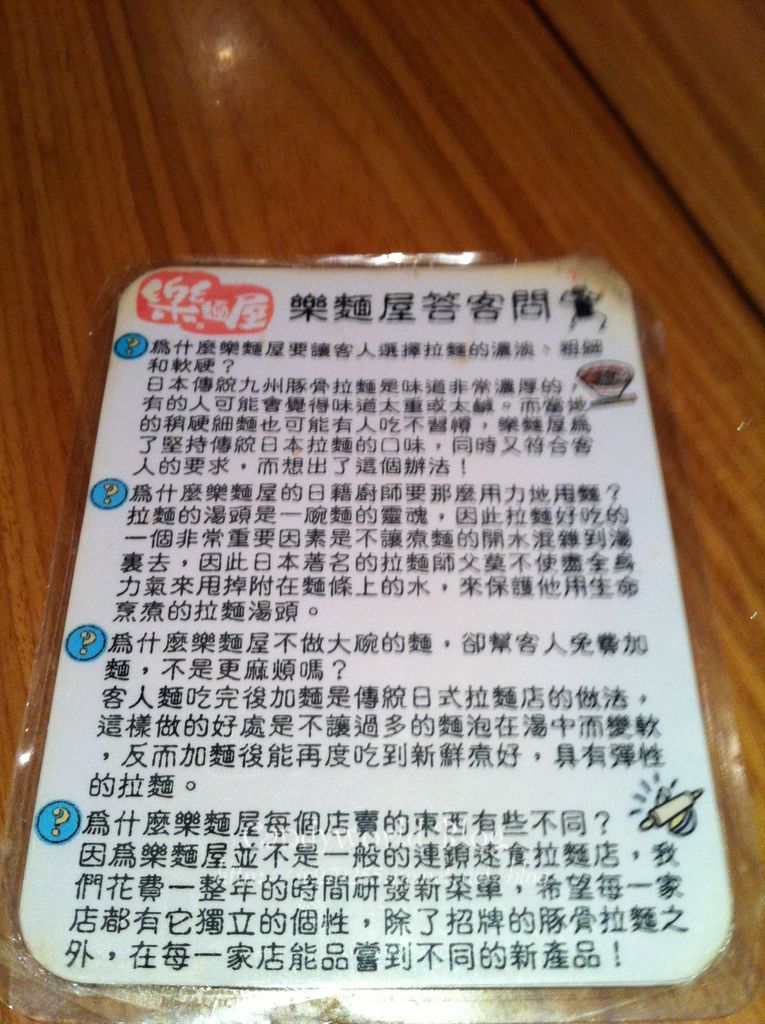 樂麵屋 樂麵屋答客問
? 爲什麼樂麵屋要讓客人選擇拉麵的濃淡、粗細
和軟硬?
日本傳統九州豚骨拉麵是味道非常濃厚的,
有的人可能會覺得味道太重或太鹹。而當地
的稍硬細麵也可能有人吃不習慣,樂麵屋爲
了堅持傳統日本拉麵的口味,同時又符合客
人的要求,而想出了這個辦法!
? 爲什麼樂麵屋的日籍廚師要那麼用力地甩麵?
拉麵的湯頭是一碗麵的靈魂,因此拉麵好吃的
一個非常重要因素是不讓煮麵的開水混雜到湯
裏去,因此日本著名的拉麵師父莫不使盡全身
力氣來甩掉附在麵條上的水,來保護他用生命
烹煮的拉麵湯頭。
? 爲什麼樂麵屋不做大碗的麵,卻幫客人免費加
麵,不是更麻煩嗎?
客人麵吃完後加麵是傳統日式拉麵店的做法,
這樣做的好處是不讓過多的麵泡在湯中而變軟
,反而加麵後能再度吃到新鮮煮好,具有彈性
的拉麵。
? 爲什麼樂麵屋每個店賣的東西有些不同?
因爲樂麵屋並不是一般的連鎖速食拉麵店,我
們花費一整年的時間研發新菜單,希望每一家
店都有它獨立的個性,除了招牌的豚骨拉麵之
外,在每一家店能品嘗到不同的新產品!